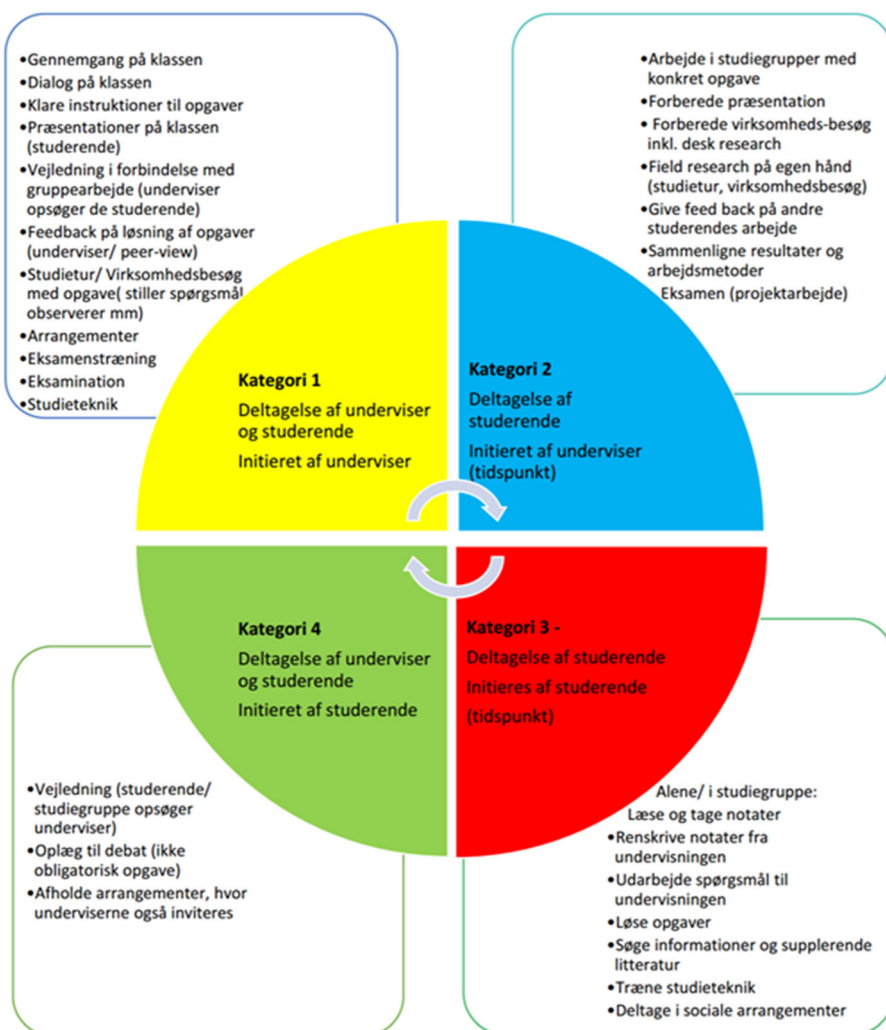 •Gennemgang på klassen
•Dialog på klassen
•Klare instruktioner til opgaver
•Præsentationer på klassen
(studerende)
•Vejledning i forbindelse med
gruppearbejde (underviser
opsøger de studerende)
•Feedback på løsning af opgaver
(underviser/ peer-view)
•Studietur/ Virksomhedsbesøg
med opgave( stiller spørgsmål
observerer mm)
•Arrangementer
•Eksamenstræning
•Eksamination
•Studieteknik
•Arbejde i studiegrupper med
konkret opgave
•Forberede præsentation
• Forberede virksomheds-besøg
inkl. desk research
•Field research på egen hånd
(studietur, virksomhedsbesøg)
•Give feed back på andre
studerendes arbejde
•Sammenligne resultater og
arbejdsmetoder
Eksamen (projektarbejde)
Kategori 1
Deltagelse af underviser
og studerende
Initieret af underviser
Kategori 2
Deltagelse af
studerende
Initieret af underviser
(tidspunkt)
Kategori 4
Deltagelse af underviser
og studerende
Initieret af studerende
Kategori 3 -
Deltagelse af studerende
Initieres af studerende
(tidspunkt)
•Vejledning (studerende/
studiegruppe opsøger
underviser)
•Oplæg til debat (ikke
obligatorisk opgave)
•Afholde arrangementer, hvor
underviserne også inviteres
Alene/ i studiegruppe:
Læse og tage notater
•Renskrive notater fra
undervisningen
•Udarbejde spørgsmål til
undervisningen
•Løse opgaver
•Søge informationer og supplerende
litteratur
•Træne studieteknik
•Deltage i sociale arrangementer